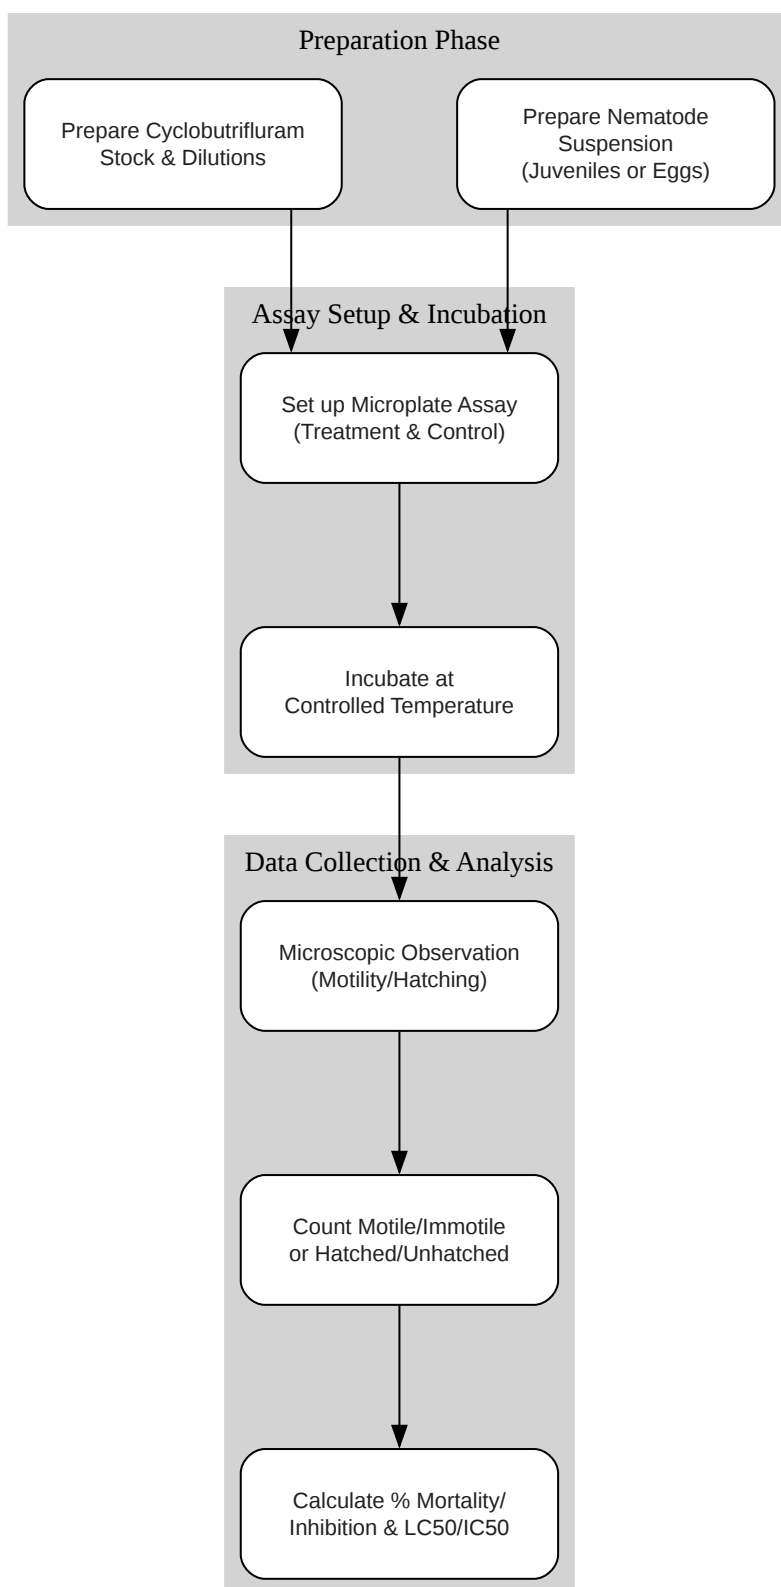 Preparation Phase
Prepare Cyclobutrifluram
Stock & Dilutions
Prepare Nematode
Suspension
(Juveniles or Eggs)
Assay Setup & Incubation
Set up Microplate Assay
(Treatment & Control)
Incubate at
Controlled Temperature
Data Collection & Analysis
Microscopic Observation
(Motility/Hatching)
Count Motile/Immotile
or Hatched/Unhatched
Calculate % Mortality/
Inhibition & LC50/IC50